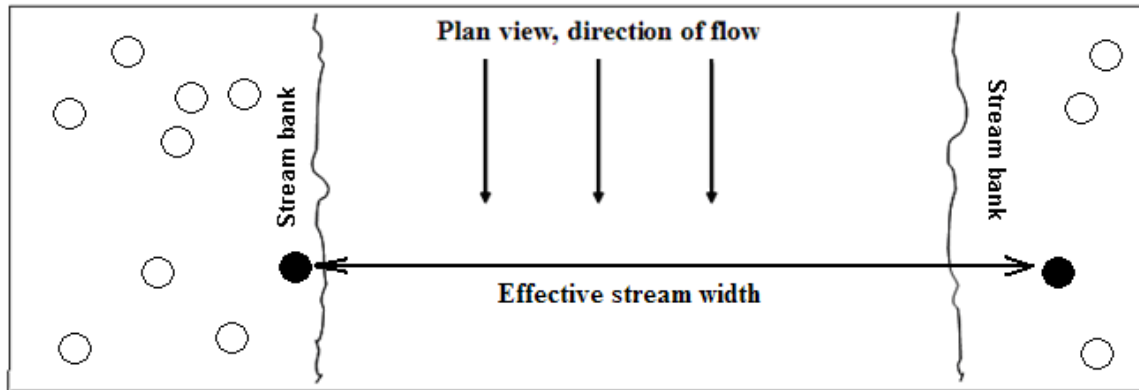 Plan view, direction of flow
Stream bank
Stream bank
Effective stream width